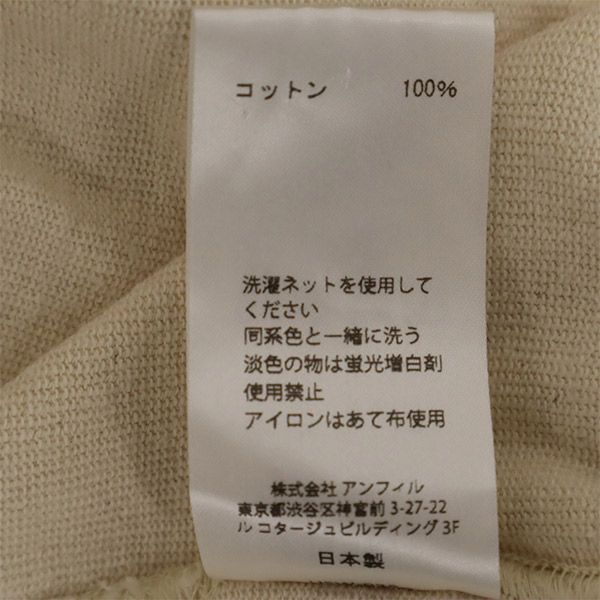 コットン 100%
洗濯ネットを使用して
ください
同系色と一緒に洗う
淡色の物は蛍光増白剤
使用禁止
アイロンはあて布使用
株式会社 アンフィル
東京都渋谷区神宮前 3-27-22
ル コタージュビルディング 3F
日本製